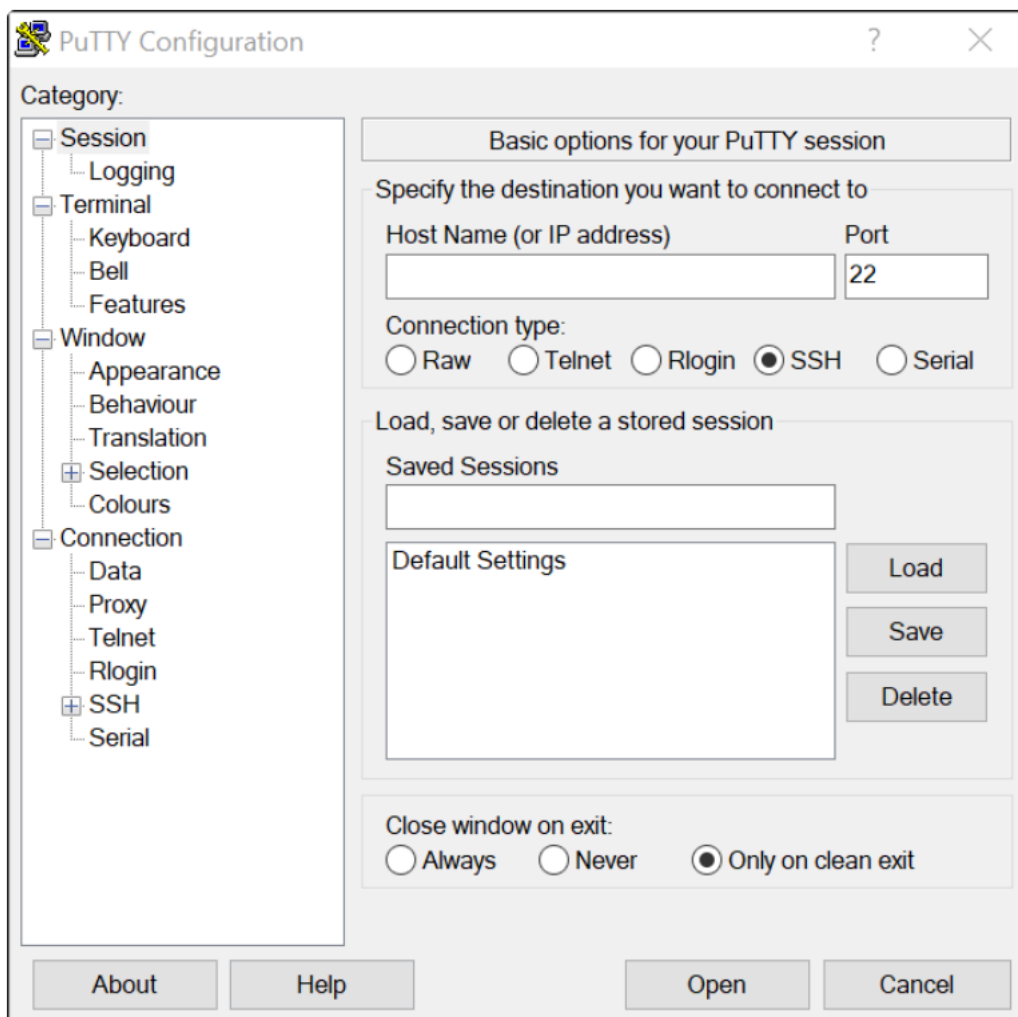 PuTTY Configuration
Category:
Session
Logging
Terminal
Keyboard
Bell
Features
Window
Appearance
Behaviour
Translation
Selection
Colours
Connection
Data
Proxy
Telnet
Rlogin
SSH
Serial
Basic options for your PuTTY session
Specify the destination you want to connect to
Host Name (or IP address) Port
22
Connection type:
Raw Telnet Rlogin SSH Serial
Load, save or delete a stored session
Saved Sessions
Default Settings
Load
Save
Delete
Close window on exit:
Always Never Only on clean exit
About Help Open Cancel